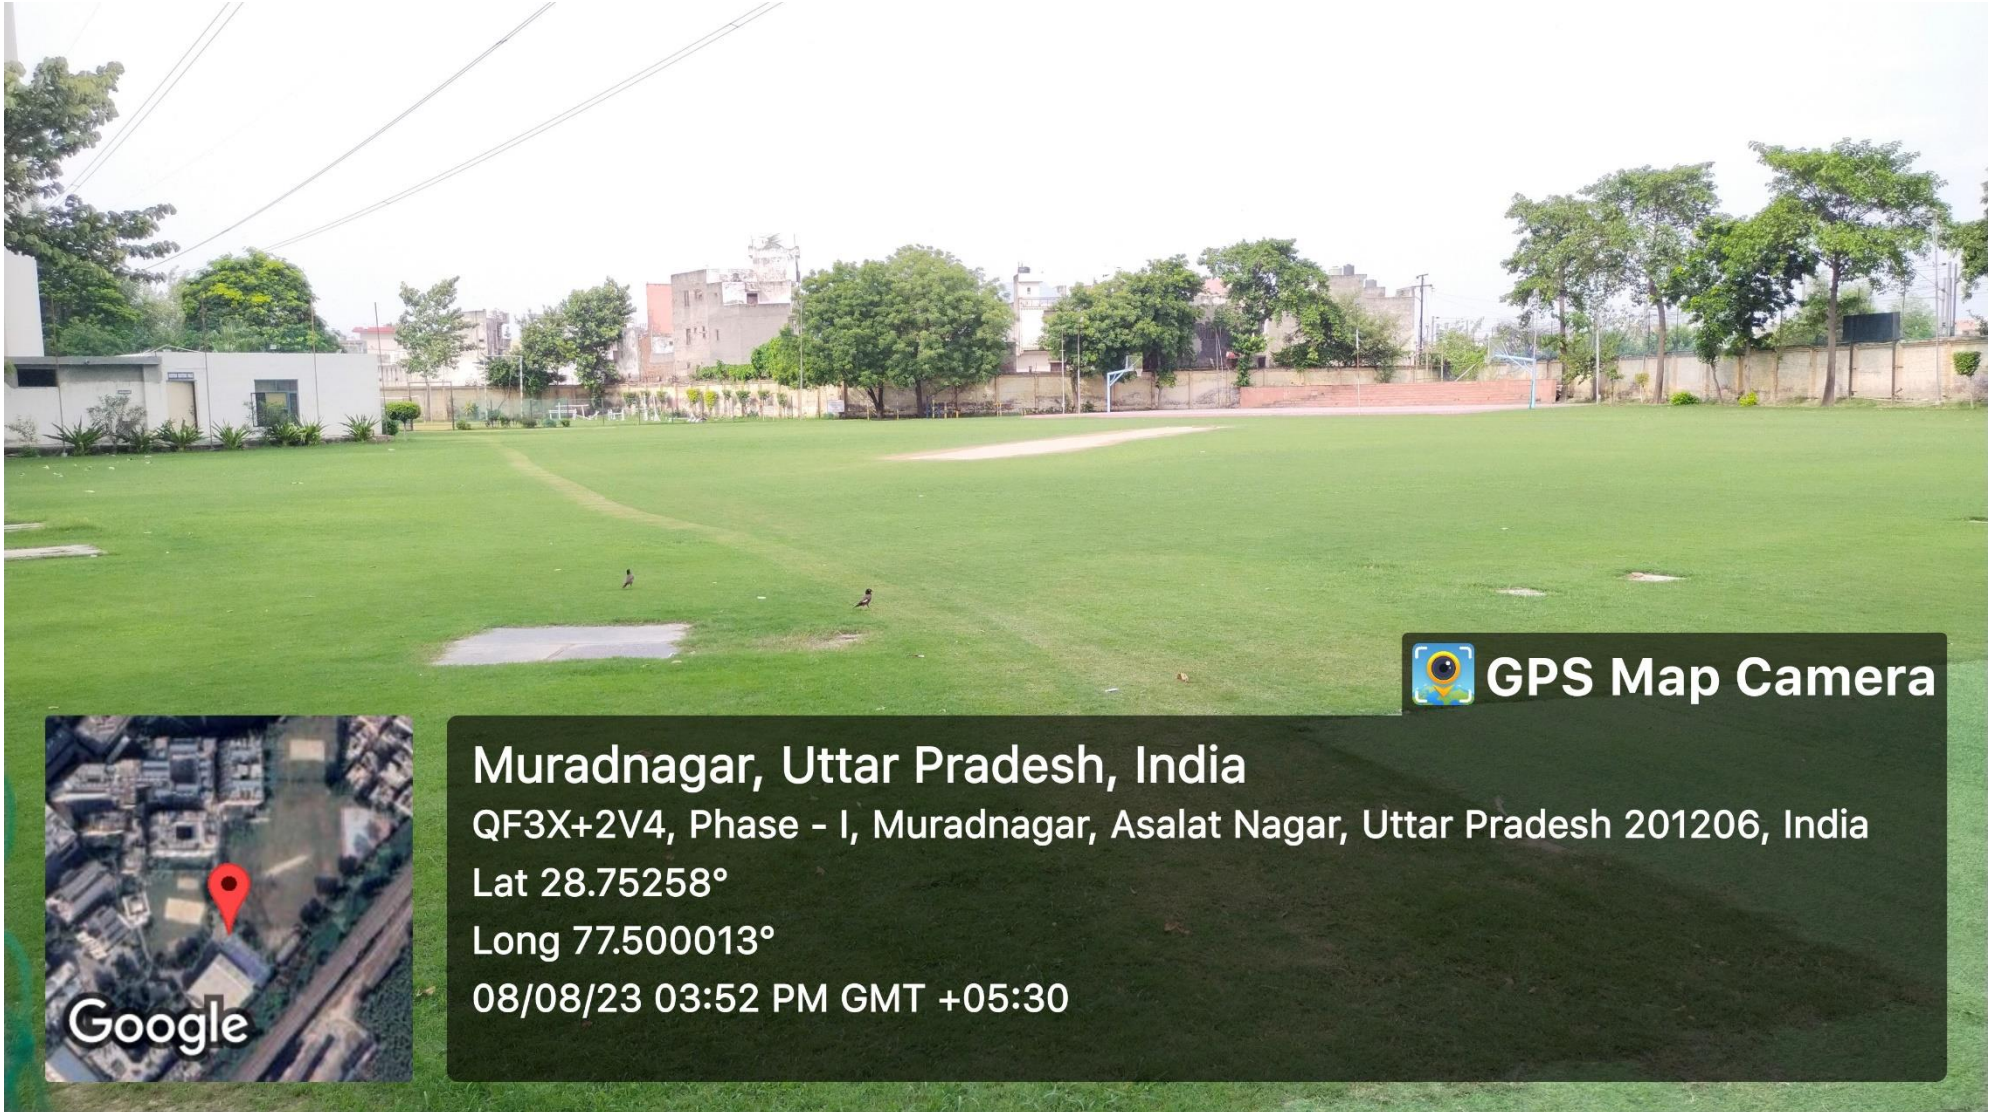 GPS Map Camera
Muradnagar, Uttar Pradesh, India
QF3X+2V4, Phase - I, Muradnagar, Asalat Nagar, Uttar Pradesh 201206, India
Lat 28.75258°
Long 77.500013°
08/08/23 03:52 PM GMT +05:30
Google